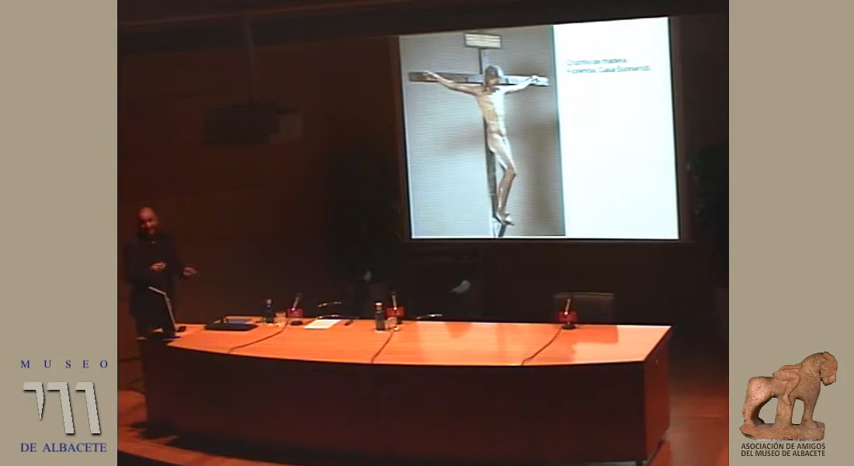 Crucifijo de madera.
Florencia, Casa Buonarroti.
MUSEO
DE ALBACETE
ASOCIACIÓN DE AMIGOS
DEL MUSEO DE ALBACETE